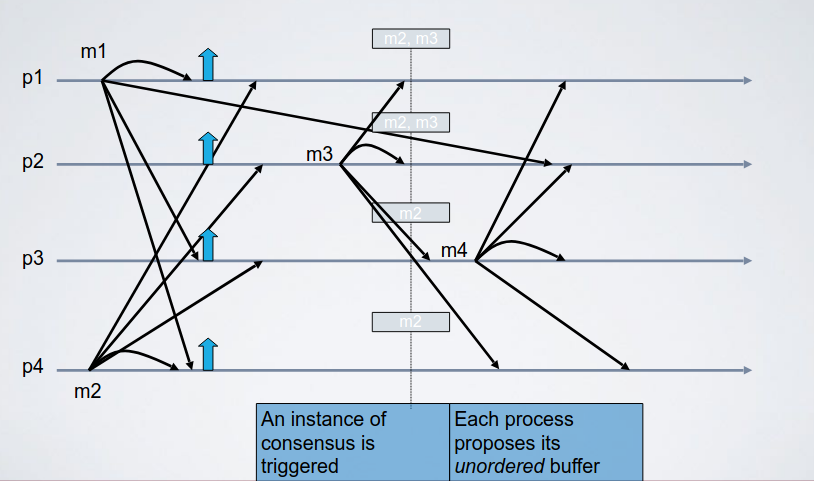 m2, m3
m1
p1
m2, m3
p2
m3
m2
p3
m4
m2
p4
m2
An instance of
consensus is
triggered
Each process
proposes its
unordered buffer